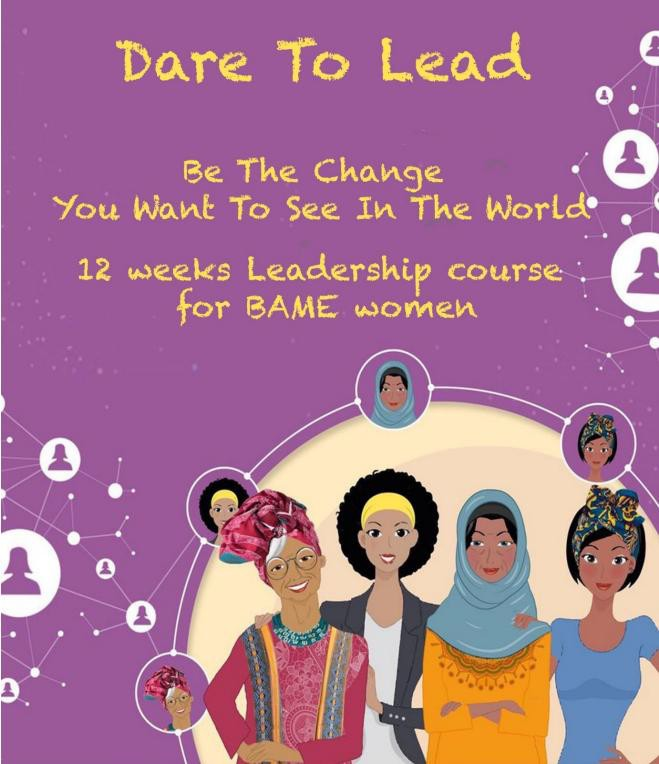 Dare To Lead
Be The Change
You Want To See In The World
12 weeks Leadership course
for BAME women